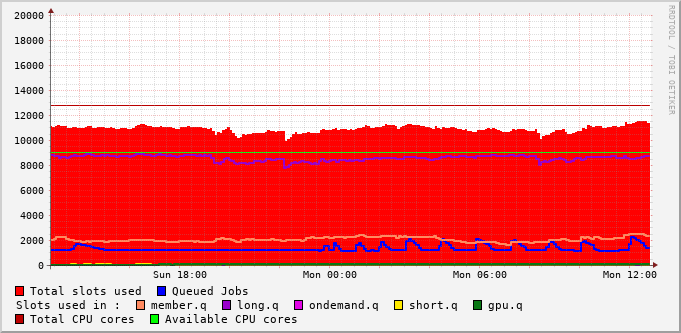 RRDTOOL / TOBI OETIKER
20000
18000
16000
14000
12000
10000
8000
6000
4000
2000
0
Sun 18:00 Mon 00:00 Mon 06:00 Mon 12:00
Total slots used Queued Jobs
Slots used in : member.q long.q ondemand.q short.q gpu.q
Total CPU cores Available CPU cores